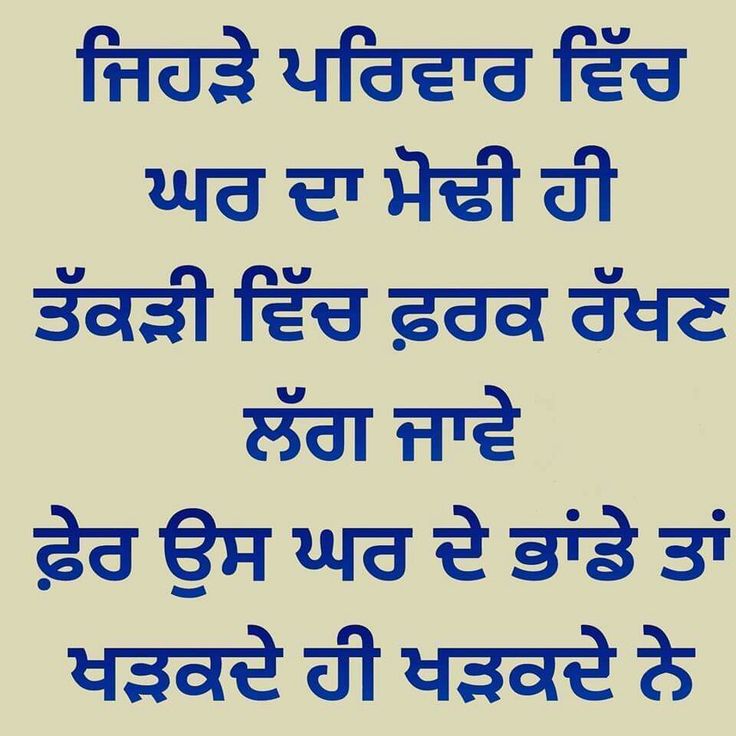 ਜਿਹੜੇ ਪਰਿਵਾਰ ਵਿੱਚ
ਘਰ ਦਾ ਮੋਢੀ ਹੀ
ਤੱਕੜੀ ਵਿੱਚ ਫ਼ਰਕ ਰੱਖਣ
ਲੱਗ ਜਾਵੇ
ਫ਼ੇਰ ਉਸ ਘਰ ਦੇ ਭਾਂਡੇ ਤਾਂ
ਖੜਕਦੇ ਹੀ ਖੜਕਦੇ ਨੇ